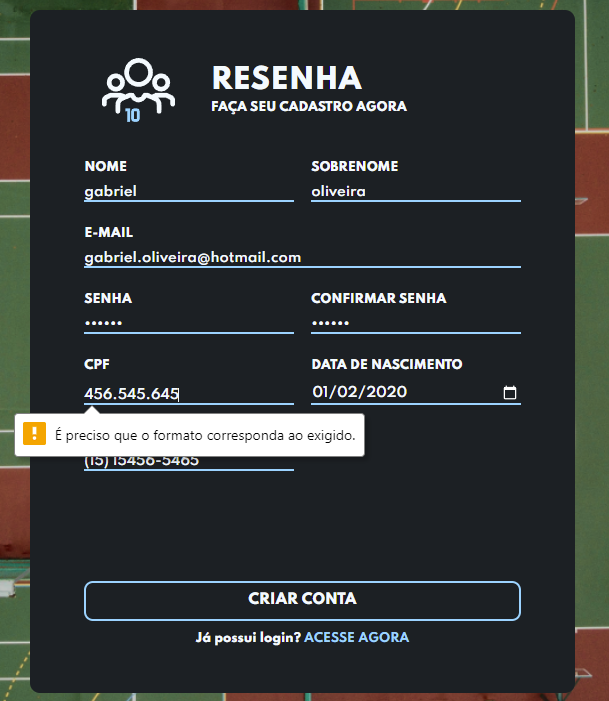 RESENHA
FAÇA SEU CADASTRO AGORA
10
NOME
SOBRENOME
gabriel
oliveira
E-MAIL
gabriel.oliveira@hotmail.com
SENHA
CONFIRMAR SENHA
••••••
••••••
CPF
DATA DE NASCIMENTO
456.545.645
01/02/2020
! É preciso que o formato corresponda ao exigido.
(15) 15456-5465
CRIAR CONTA
Já possui login? ACESSE AGORA